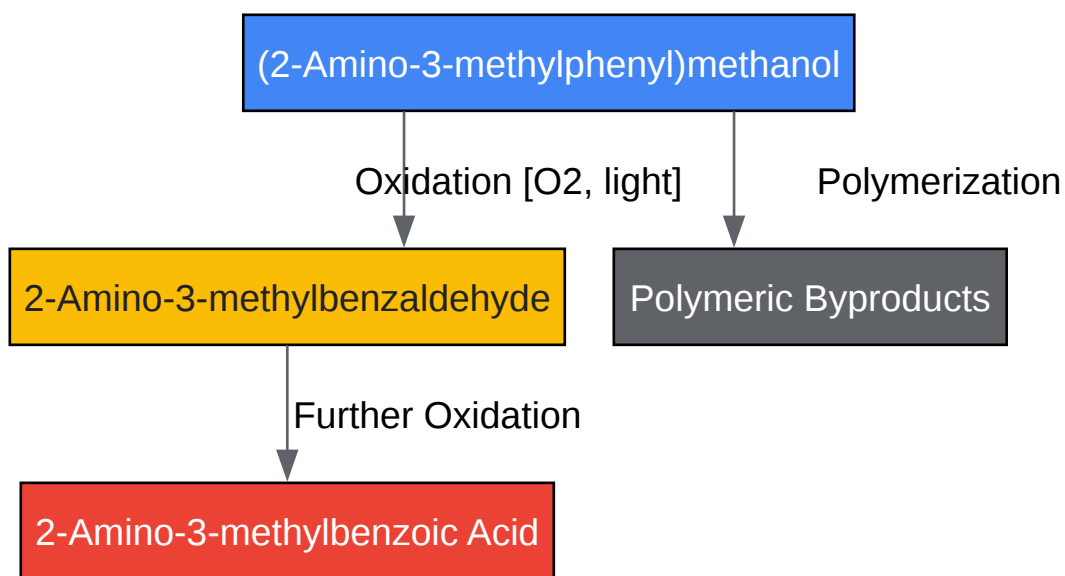 (2-Amino-3-methylphenyl)methanol
Oxidation [O2, light]
Polymerization
2-Amino-3-methylbenzaldehyde
Polymeric Byproducts
Further Oxidation
2-Amino-3-methylbenzoic Acid